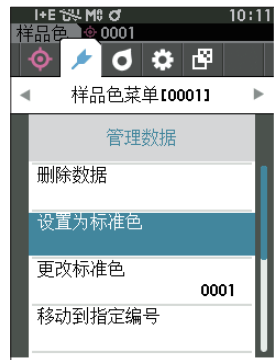 I+E M0 10:11
样品色 0001
样品色菜单[0001]
管理数据
删除数据
设置为标准色
更改标准色
0001
移动到指定编号